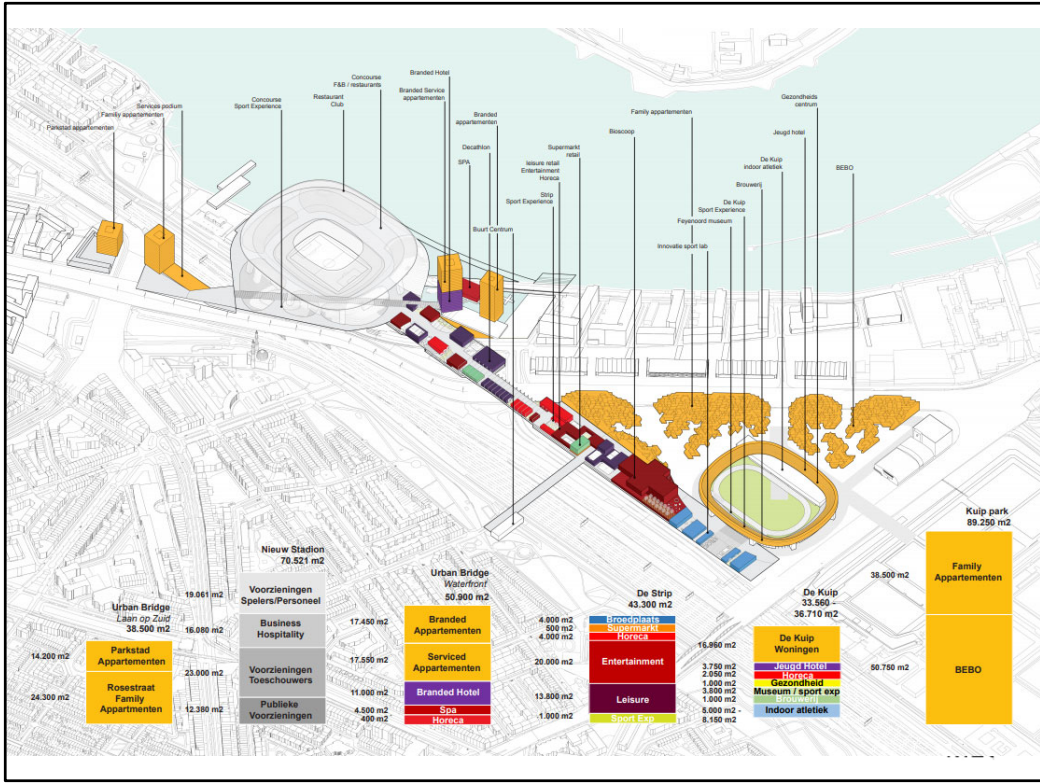 Branded Hotel
Concourse
F&B / restaurants
Branded Service
appartementen
Restaurant
Club
Concourse
Sport Experience
Services podium
Family appartementen
Parkstad appartementen
Branded
appartementen
Decathlon
SPA
Supermarkt
retail
leisure retail
Entertainment
Horeca
Strip
Sport Experience
Buurt Centrum
Family appartementen
Bioscoop
Gezondheids
centrum
Jeugd hotel
De Kuip
indoor atletiek
BEBO
Brouwerij
De Kuip
Sport Experience
Feyenoord museum
Innovatie sport lab
Urban Bridge
Laan op Zuid
38.500 m2
14.200 m2
Parkstad
Appartementen
24.300 m2
Rosestraat
Family
Appartmenten
Nieuw Stadion
70.521 m2
19.061 m2
Voorzieningen
Spelers/Personeel
16.080 m2
Business
Hospitality
23.000 m2
Voorzieningen
Toeschouwers
12.380 m2
Publieke
Voorzieningen
Urban Bridge
Waterfront
50.900 m2
17.450 m2
Branded
Appartementen
17.550 m2
Serviced
Appartementen
11.000 m2
Branded Hotel
4.500 m2
Spa
400 m2
Horeca
De Strip
43.300 m2
4.000 m2
Broedplaats
500 m2
Supermarkt
4.000 m2
Horeca
20.000 m2
Entertainment
13.800 m2
Leisure
1.000 m2
Sport Exp
De Kuip
33.560 -
36.710 m2
16.960 m2
De Kuip
Woningen
3.750 m2
Jeugd Hotel
2.050 m2
Horeca
1.000 m2
Gezondheid
3.800 m2
Museum / sport exp
1.000 m2
Brouwerij
5.000 m2 -
8.150 m2
Indoor atletiek
Kuip park
89.250 m2
38.500 m2
Family
Appartementen
50.750 m2
BEBO